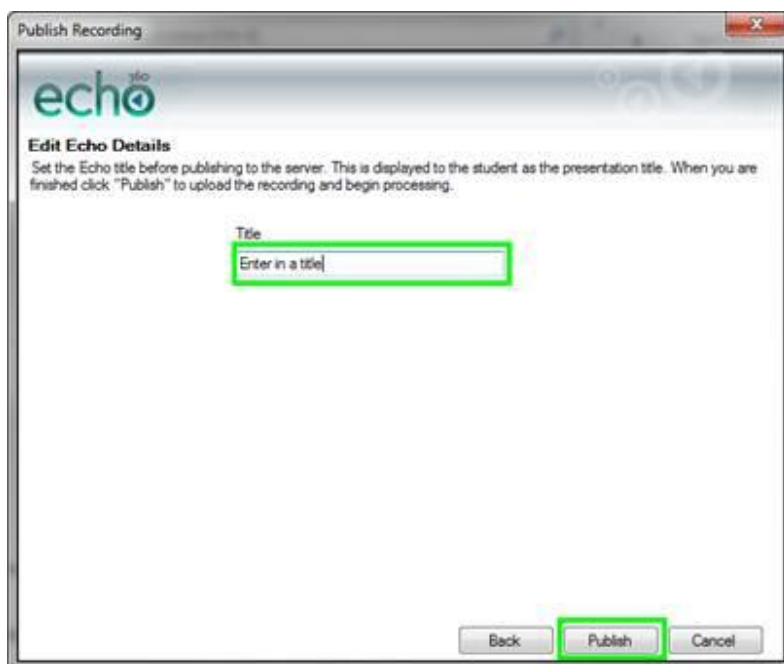 Publish Recording
echo360
Edit Echo Details
Set the Echo title before publishing to the server. This is displayed to the student as the presentation title. When you are
finished click "Publish" to upload the recording and begin processing.
Title
Enter in a title
Back Publish Cancel